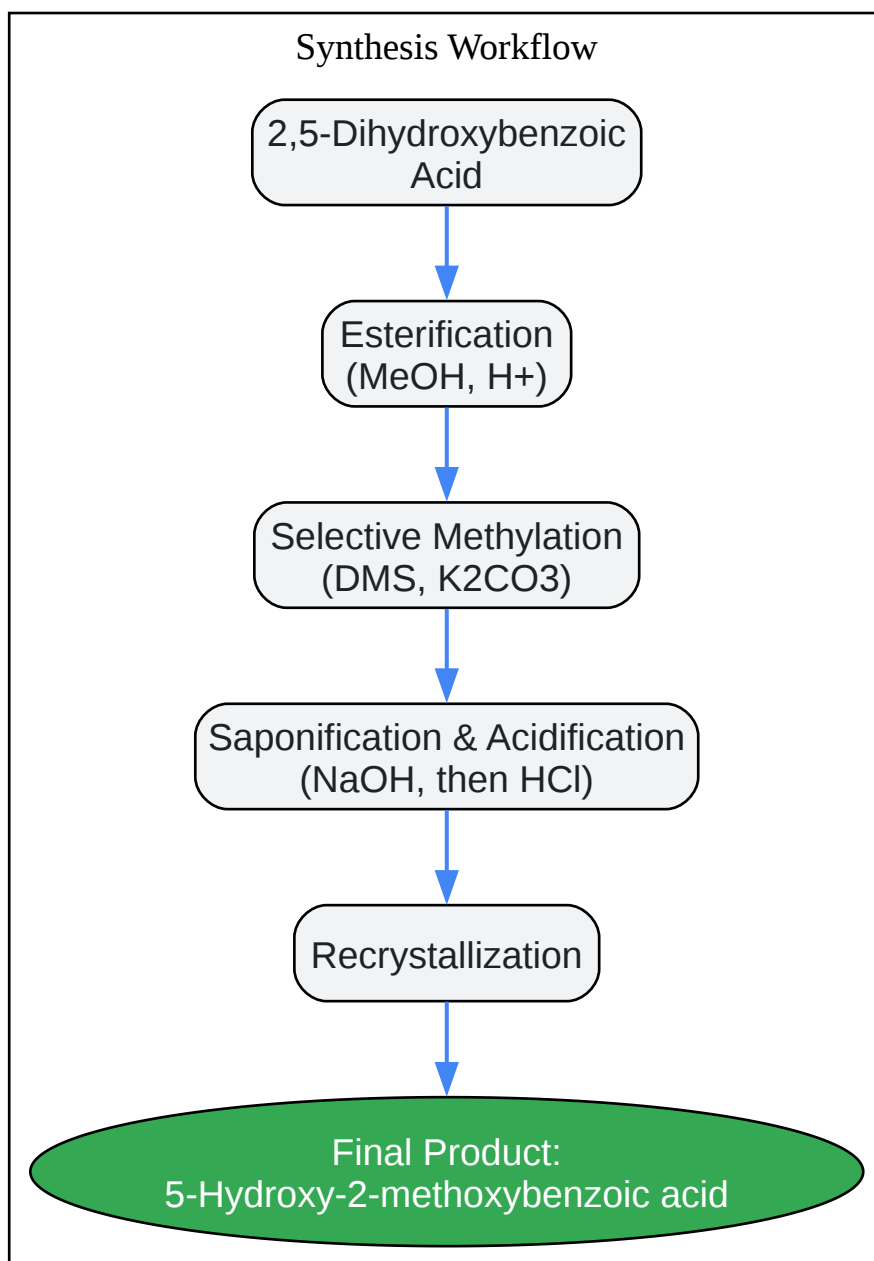 Synthesis Workflow
2,5-Dihydroxybenzoic
Acid
Esterification
(MeOH, H+)
Selective Methylation
(DMS, K2CO3)
Saponification & Acidification
(NaOH, then HCl)
Recrystallization
Final Product:
5-Hydroxy-2-methoxybenzoic acid